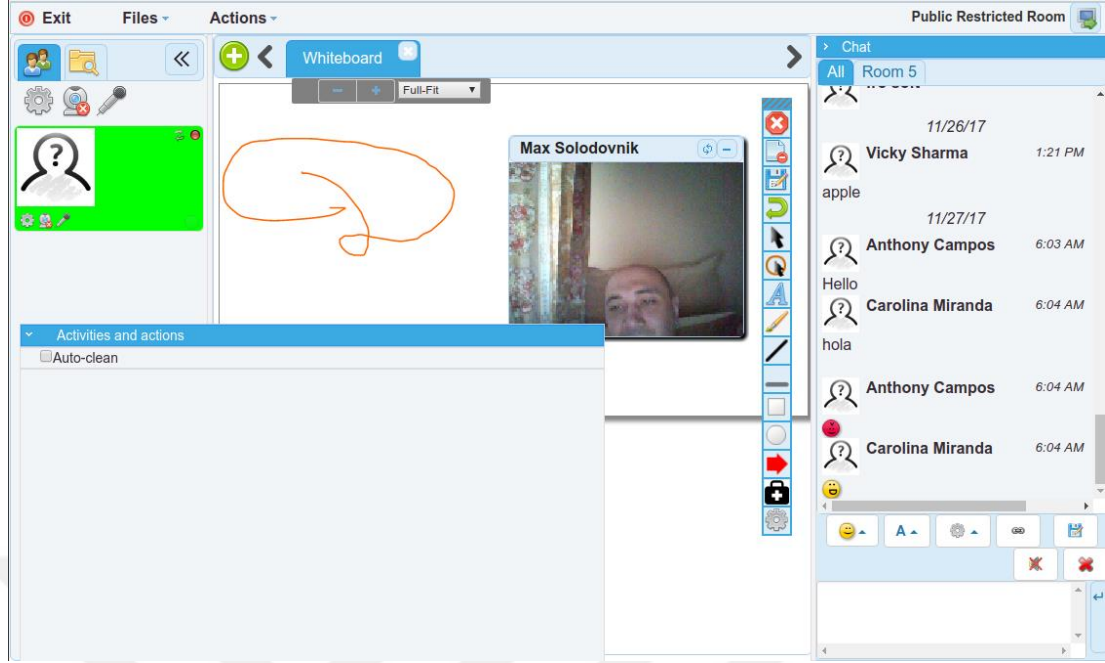 Exit Files Actions Public Restricted Room
Whiteboard
Full-Fit
Max Solodovnik
Activities and actions
Auto-clean
Chat
All Room 5
11/26/17
Vicky Sharma 1:21 PM
apple
11/27/17
Anthony Campos 6:03 AM
Hello
Carolina Miranda 6:04 AM
hola
Anthony Campos 6:04 AM
Carolina Miranda 6:04 AM
A